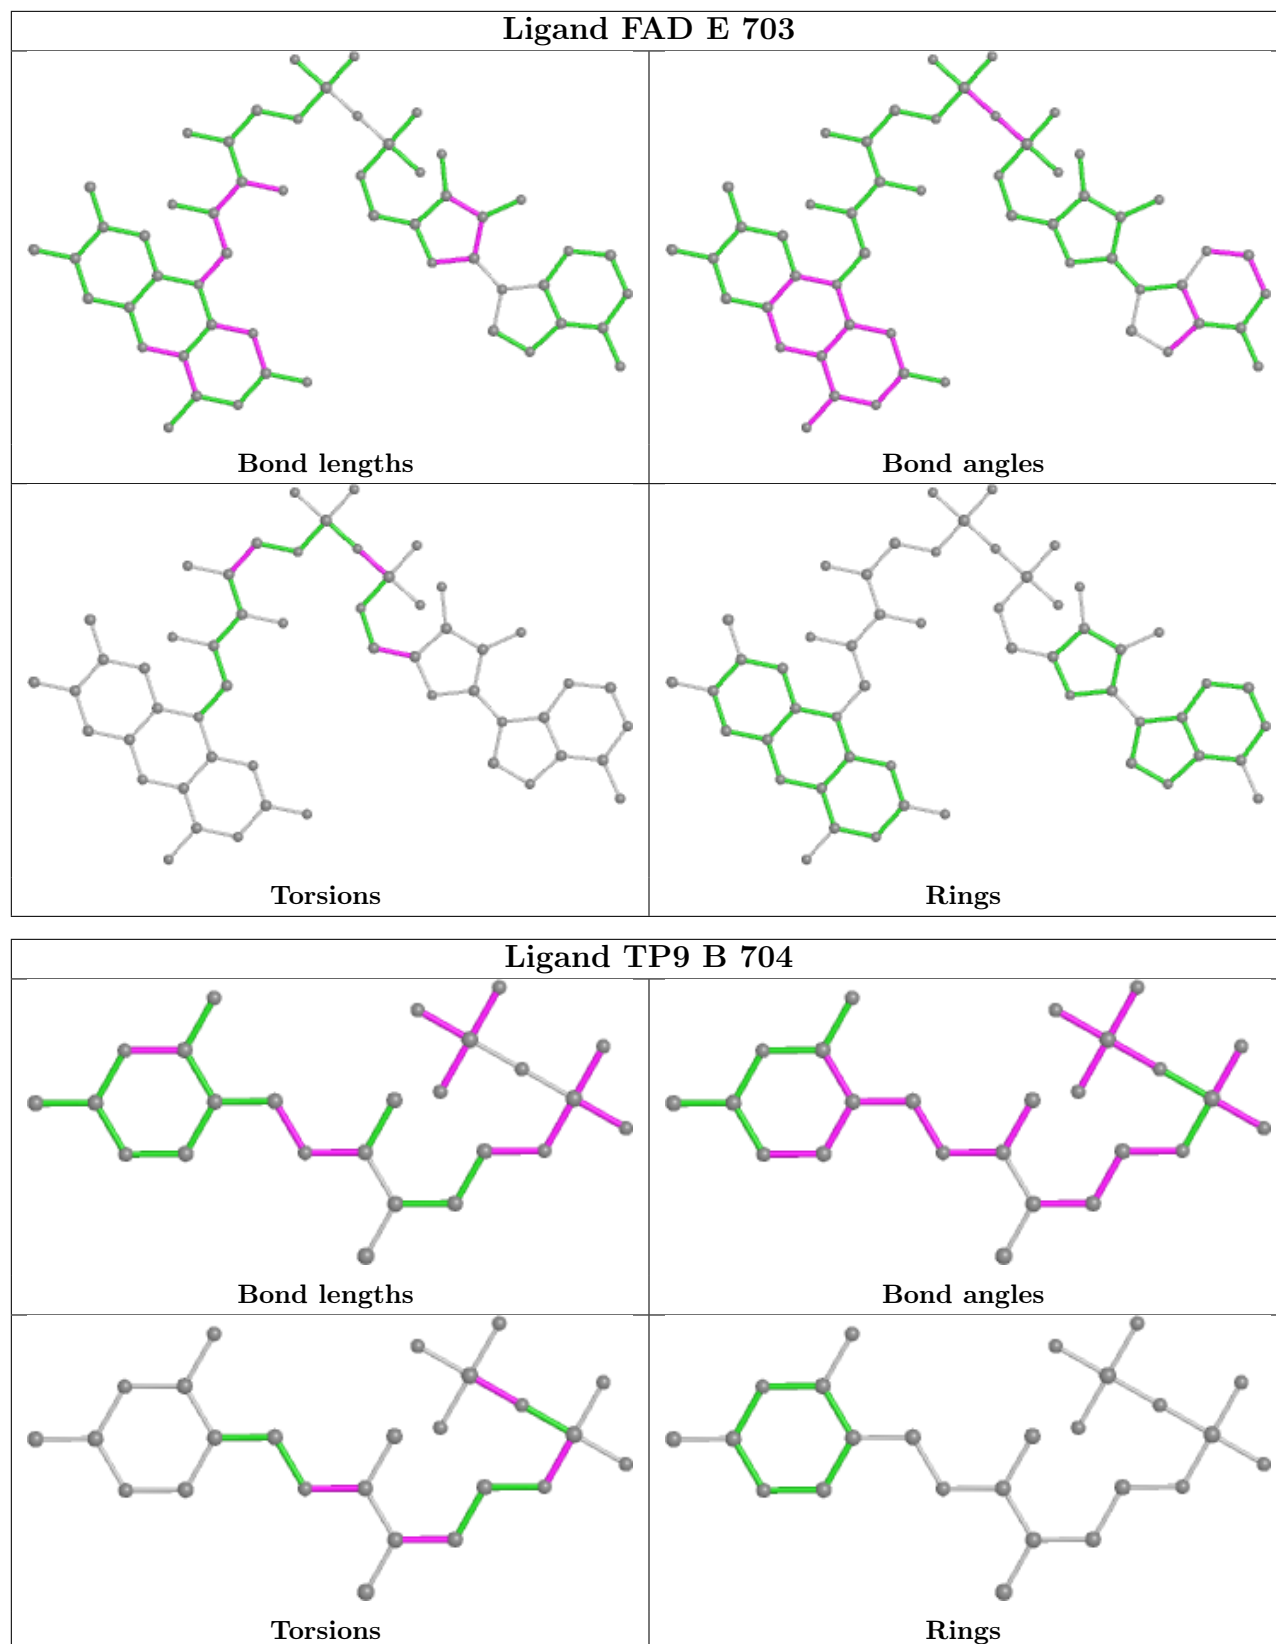 Ligand FAD E 703
Bond lengths
Bond angles
Torsions
Rings
Ligand TP9 B 704
Bond lengths
Bond angles
Torsions
Rings